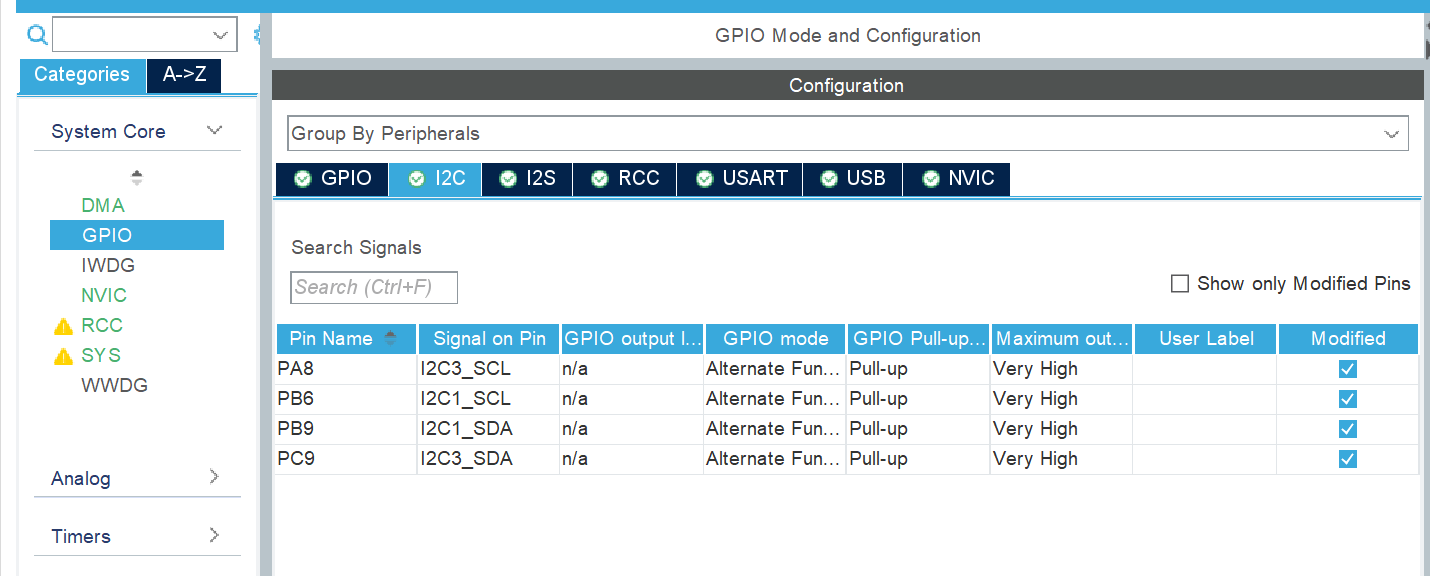 GPIO Mode and Configuration
Categories A->Z
Configuration
System Core
Group By Peripherals
GPIO I2C I2S RCC USART USB NVIC
DMA
GPIO
IWDG
NVIC
RCC
SYS
WWDG
Analog
Timers
Search Signals
Search (Ctrl+F)
Show only Modified Pins
Pin Name Signal on Pin GPIO output l... GPIO mode GPIO Pull-up... Maximum out... User Label Modified
PA8 I2C3_SCL n/a Alternate Fun... Pull-up Very High
PB6 I2C1_SCL n/a Alternate Fun... Pull-up Very High
PB9 I2C1_SDA n/a Alternate Fun... Pull-up Very High
PC9 I2C3_SDA n/a Alternate Fun... Pull-up Very High